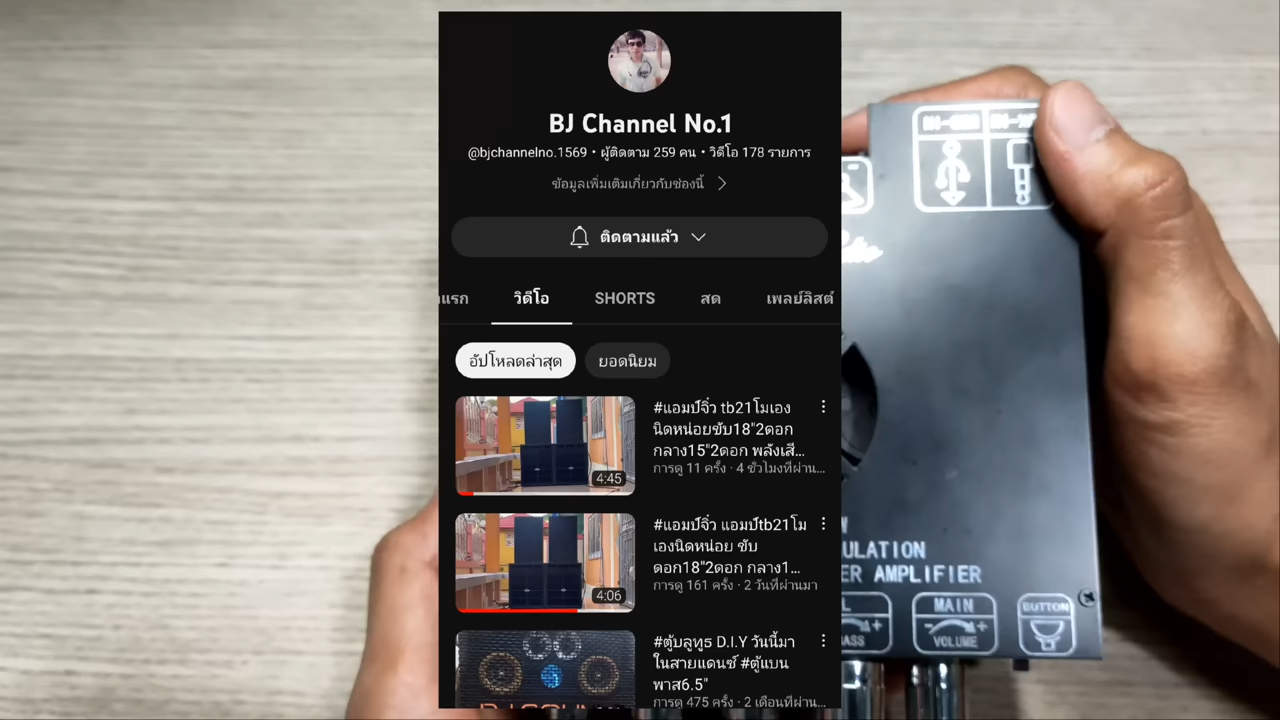 BJ Channel No.1
@bjchannelno.1569 • ผู้ติดตาม 259 คน • วิดีโอ 178 รายการ
ข้อมูลเพิ่มเติมเกี่ยวกับช่องนี้
ติดตามแล้ว
วิดีโอ SHORTS สด เพลย์ลิสต์
อัปโหลดล่าสุด ยอดนิยม
#แอมป์จิ๋ว tb21โมเอง
นิดหน่อยขับ18"2ดอก
กลาง15"2ดอก พลังเสี...
การดู 11 ครั้ง · 4 ชั่วโมงที่ผ่าน...
4:45
#แอมป์จิ๋ว แอมป์tb21โม
เองนิดหน่อย ขับ
ดอก18"2ดอก กลาง1...
การดู 161 ครั้ง · 2 วันที่ผ่านมา
4:06
#ตู้บลูทูธ D.I.Y วันนี้มา
ในสายแดนซ์ #ตู้แบน
พาส6.5"
การดู 475 ครั้ง · 2 เดือนที่ผ่าน...
ULATION
ER AMPLIFIER
MAIN
VOLUME
BUTTON